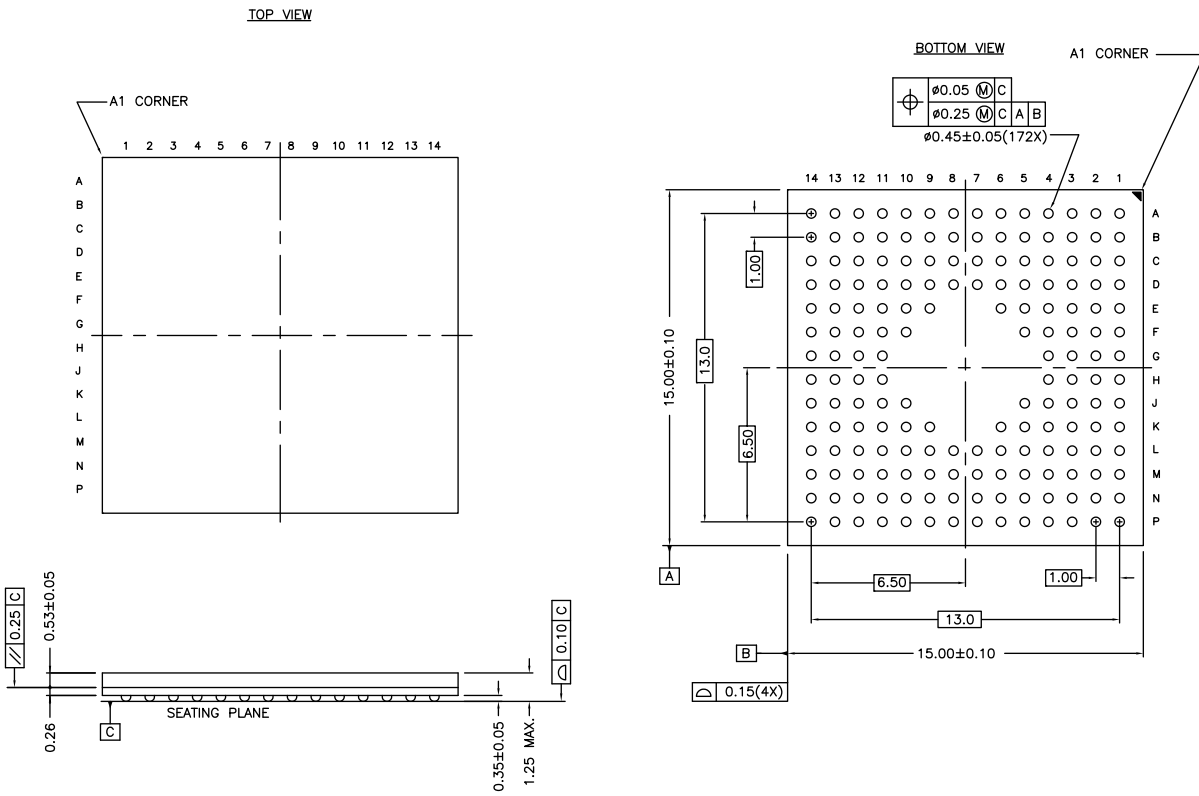 TOP VIEW
A1 CORNER
1 2 3 4 5 6 7 8 9 10 11 12 13 14
A
B
C
D
E
F
G
H
J
K
L
M
N
P
BOTTOM VIEW
A1 CORNER
⌀0.05 Ⓜ C
⌀0.25 Ⓜ C A B
⌀0.45±0.05(172X)
14 13 12 11 10 9 8 7 6 5 4 3 2 1
A
B
C
D
E
F
G
H
J
K
L
M
N
P
1.00
15.00±0.10
13.0
6.50
A
6.50
1.00
13.0
B
15.00±0.10
0.15(4X)
// 0.25 C
0.53±0.05
0.26
C
SEATING PLANE
0.35±0.05
1.25 MAX.
0.10 C